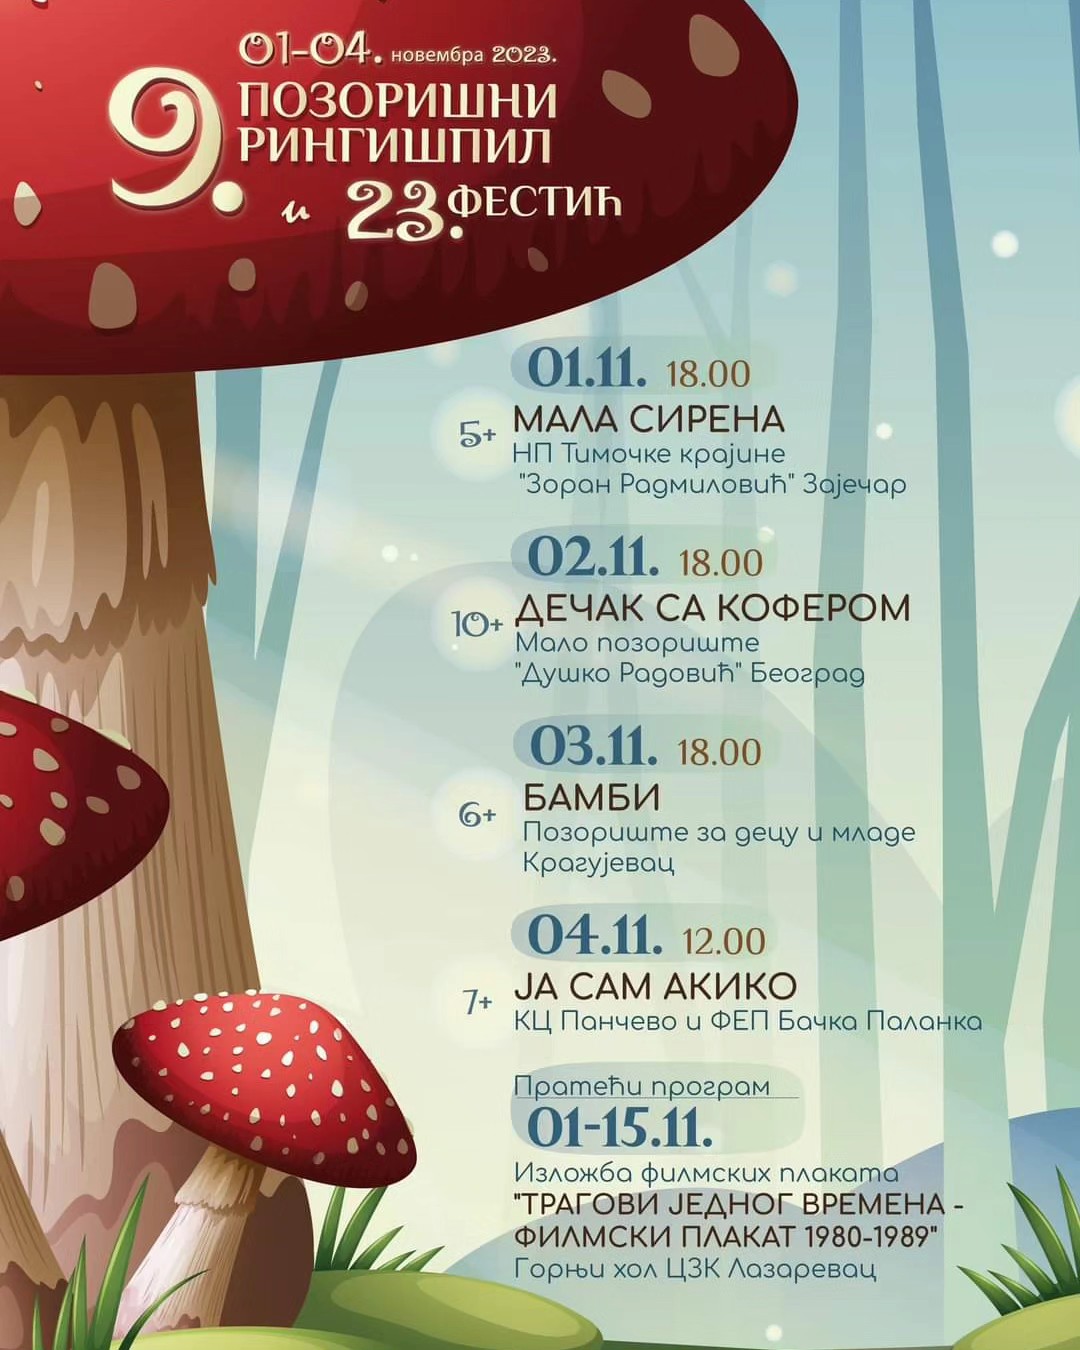 01-04. новембра 2023.
9. ПОЗОРИШНИ
РИНГИШПИЛ
и 23. ФЕСТИЋ
01.11. 18.00
5+ МАЛА СИРЕНА
НП Тимочке крајине
"Зоран Радмиловић" Зајечар
02.11. 18.00
10+ ДЕЧАК СА КОФЕРОМ
Мало позориште
"Душко Радовић" Београд
03.11. 18.00
БАМБИ
6+ Позориште за децу и младе
Крагујевац
04.11. 12.00
7+ ЈА САМ АКИКО
КЦ Панчево и ФЕП Бачка Паланка
Пратећи програм
01-15.11.
Изложба филмских плаката
"ТРАГОВИ ЈЕДНОГ ВРЕМЕНА -
ФИЛМСКИ ПЛАКАТ 1980-1989"
Горњи хол ЦЗК Лазаревац